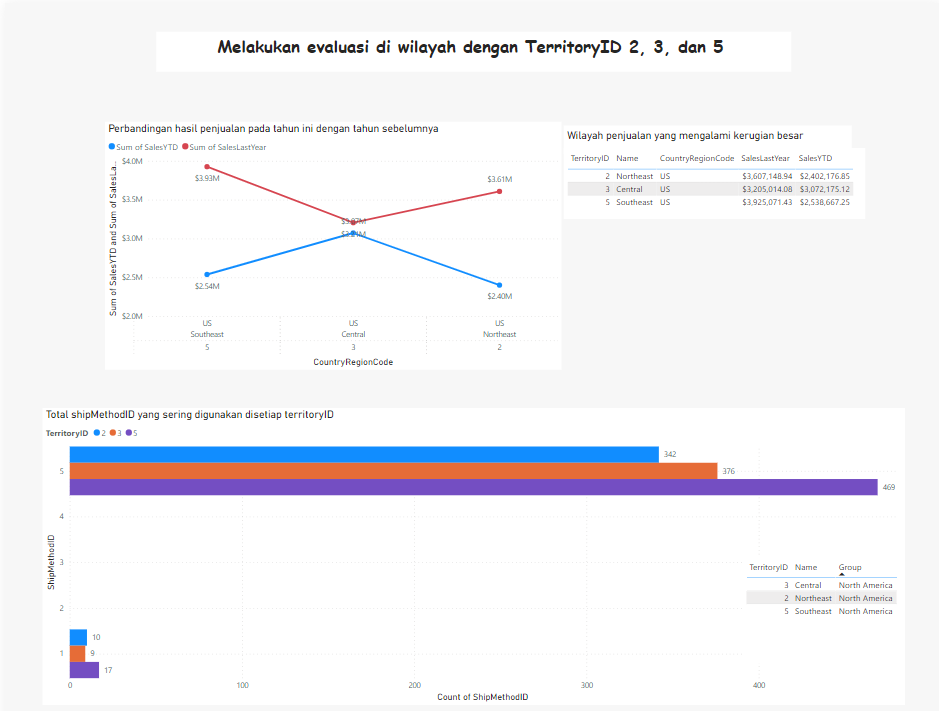 Melakukan evaluasi di wilayah dengan TerritoryID 2, 3, dan 5
Perbandingan hasil penjualan pada tahun ini dengan tahun sebelumnya
Sum of SalesYTD Sum of SalesLastYear
Sum of SalesYTD and Sum of SalesLa...
$4.0M
$3.5M
$3.0M
$2.5M
$2.0M
$3.93M
$3.61M
$2.54M
$2.40M
US US US
Southeast Central Northeast
5 3 2
CountryRegionCode
Wilayah penjualan yang mengalami kerugian besar
TerritoryID Name CountryRegionCode SalesLastYear SalesYTD
2 Northeast US $3,607,148.94 $2,402,176.85
3 Central US $3,205,014.08 $3,072,175.12
5 Southeast US $3,925,071.43 $2,538,667.25
Total shipMethodID yang sering digunakan disetiap territoryID
TerritoryID 2 3 5
ShipMethodID
5
4
3
2
1
342
376
469
10
9
17
0 100 200 300 400
Count of ShipMethodID
TerritoryID Name Group
3 Central North America
2 Northeast North America
5 Southeast North America